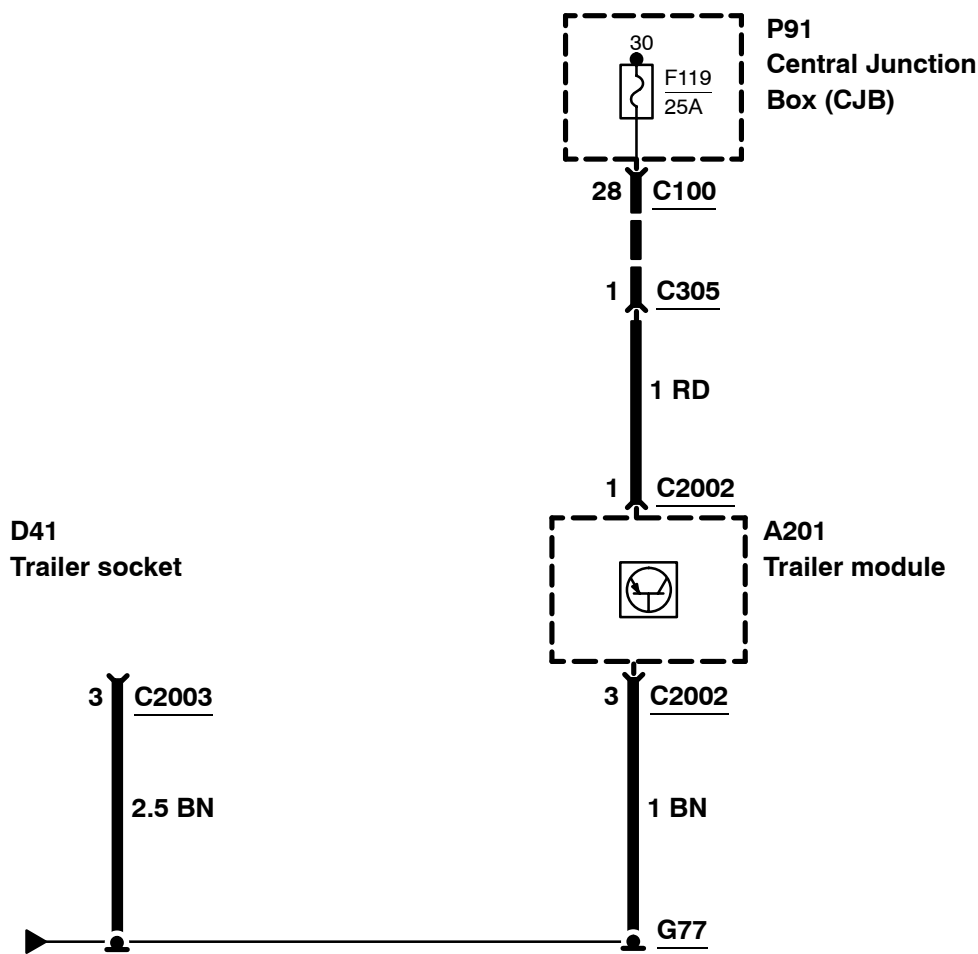 P91
Central Junction
Box (CJB)
30
F119
25A
28 C100
1 C305
1 RD
1 C2002
D41
Trailer socket
A201
Trailer module
3 C2003
3 C2002
2.5 BN
1 BN
G77